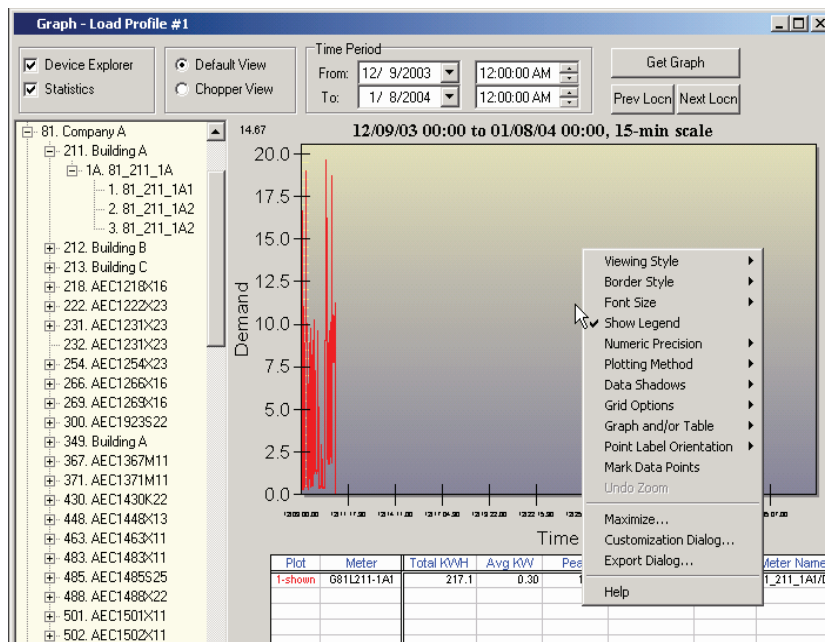 Graph - Load Profile #1
Device Explorer
Statistics
Default View
Chopper View
Time Period
From: 12/ 9/2003 12:00:00 AM
To: 1/ 8/2004 12:00:00 AM
Get Graph
Prev Locn Next Locn
81. Company A
211. Building A
1A. 81_211_1A
1. 81_211_1A1
2. 81_211_1A2
3. 81_211_1A2
212. Building B
213. Building C
218. AEC1218X16
222. AEC1222X23
231. AEC1231X23
232. AEC1231X23
254. AEC1254X23
266. AEC1266X16
269. AEC1269X16
300. AEC1923S22
349. Building A
367. AEC1367M11
371. AEC1371M11
430. AEC1430K22
448. AEC1448X13
463. AEC1463X11
483. AEC1483X11
485. AEC1485S25
488. AEC1488X22
501. AEC1501X11
502. AEC1502X11
14.67
12/09/03 00:00 to 01/08/04 00:00, 15-min scale
Demand
20.0
17.5
15.0
12.5
10.0
7.5
5.0
2.5
0.0
Time
Viewing Style
Border Style
Font Size
Show Legend
Numeric Precision
Plotting Method
Data Shadows
Grid Options
Graph and/or Table
Point Label Orientation
Mark Data Points
Undo Zoom
Maximize...
Customization Dialog...
Export Dialog...
Help
Plot Meter Total KWH Avg KW Pea Meter Name
1-shown G81L211-1A1 217.1 0.30 1_211_1A1/